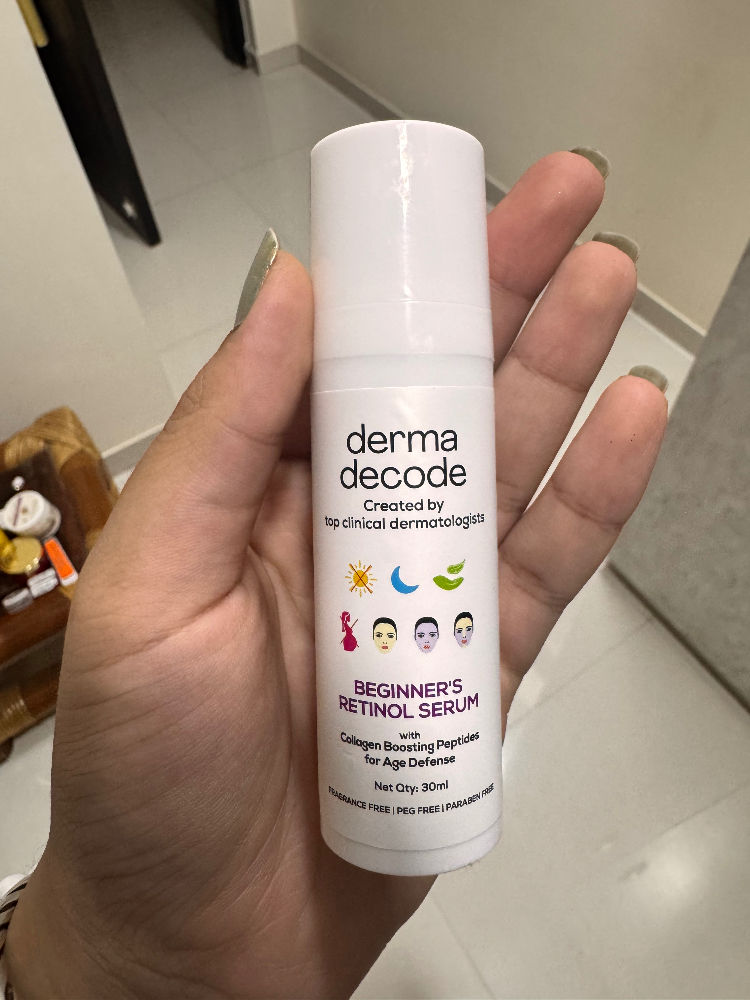 derma
decode
Created by
top clinical dermatologists
BEGINNER'S
RETINOL SERUM
with
Collagen Boosting Peptides
for Age Defense
Net Qty: 30ml
FRAGRANCE FREE | PEG FREE | PARABEN FREE